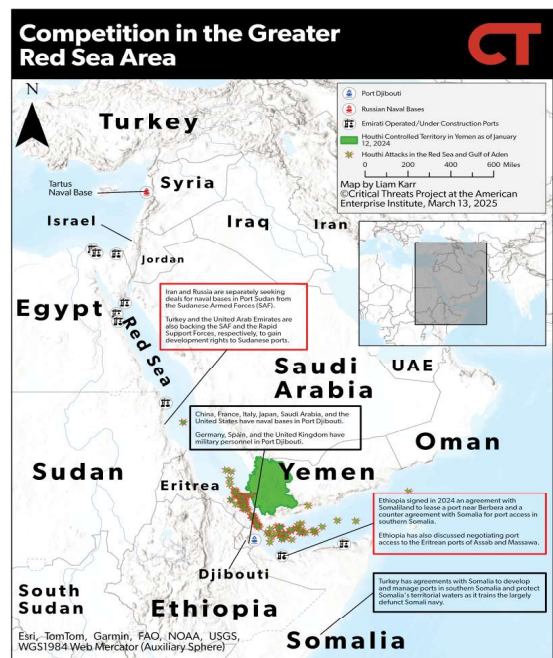 Competition in the Greater
Red Sea Area
CT
N
Port Djibouti
Russian Naval Bases
Emirati Operated/Under Construction Ports
Houthi Controlled Territory in Yemen as of January
12, 2024
Houthi Attacks in the Red Sea and Gulf of Aden
0 200 400 600 Miles
Map by Liam Karr
©Critical Threats Project at the American
Enterprise Institute, March 13, 2025
Turkey
Tartus
Naval Base
Syria
Israel
Iraq
Iran
Jordan
Egypt
Iran and Russia are separately seeking
deals for naval bases in Port Sudan from
the Sudanese Armed Forces (SAF).
Turkey and the United Arab Emirates are
also backing the SAF and the Rapid
Support Forces, respectively, to gain
development rights to Sudanese ports.
Red Sea
Saudi
Arabia
UAE
China, France, Italy, Japan, Saudi Arabia, and the
United States have naval bases in Port Djibouti.
Germany, Spain, and the United Kingdom have
military personnel in Port Djibouti.
Oman
Sudan
Eritrea
Yemen
Ethiopia signed in 2024 an agreement with
Somaliland to lease a port near Berbera and a
counter agreement with Somalia for port access in
southern Somalia.
Ethiopia has also discussed negotiating port
access to the Eritrean ports of Assab and Massawa.
Djibouti
South
Sudan
Ethiopia
Turkey has agreements with Somalia to develop
and manage ports in southern Somalia and protect
Somalia's territorial waters as it trains the largely
defunct Somali navy.
Somalia
Esri, TomTom, Garmin, FAO, NOAA, USGS,
WGS1984 Web Mercator (Auxiliary Sphere)